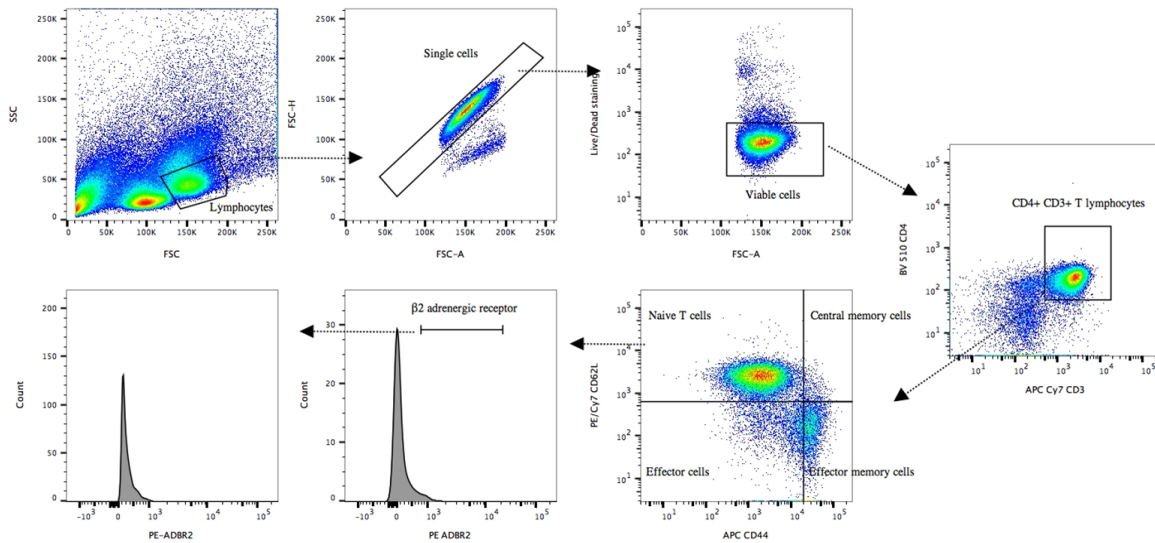 250K
200K
150K
100K
50K
0
SSC
Lymphocytes
0 50K 100K 150K 200K 250K
FSC
250K
200K
150K
100K
50K
0
FSC-H
Single cells
0 50K 100K 150K 200K 250K
FSC-A
10^5
10^4
10^3
10^2
10^1
Live/Dead staining
Viable cells
0 50K 100K 150K 200K 250K
FSC-A
10^5
10^4
10^3
10^2
10^1
BV 510 CD4
CD4+ CD3+ T lymphocytes
10^1 10^2 10^3 10^4 10^5
APC Cy7 CD3
200
150
100
50
0
Count
-10^3 0 10^3 10^4 10^5
PE-ADBR2
30
20
10
0
Count
β2 adrenergic receptor
-10^3 0 10^3 10^4 10^5
PE ADBR2
10^5
10^4
10^3
10^2
10^1
PE/Cy7 CD62L
Naive T cells
Central memory cells
Effector cells
Effector memory cells
10^1 10^2 10^3 10^4 10^5
APC CD44